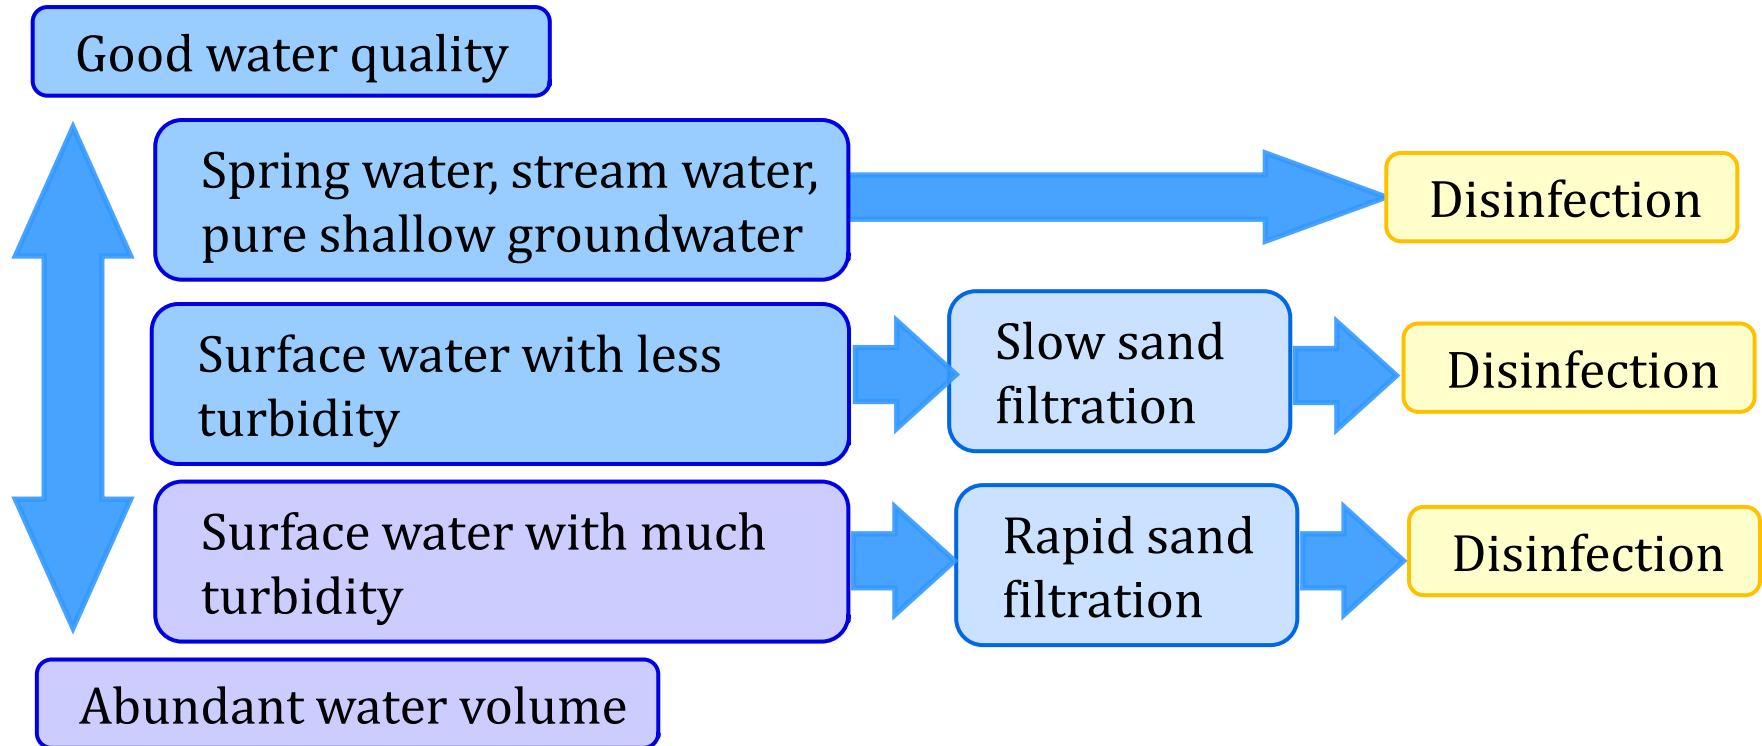 Good water quality
Spring water, stream water,
pure shallow groundwater
Disinfection
Surface water with less
turbidity
Slow sand
filtration
Disinfection
Surface water with much
turbidity
Rapid sand
filtration
Disinfection
Abundant water volume